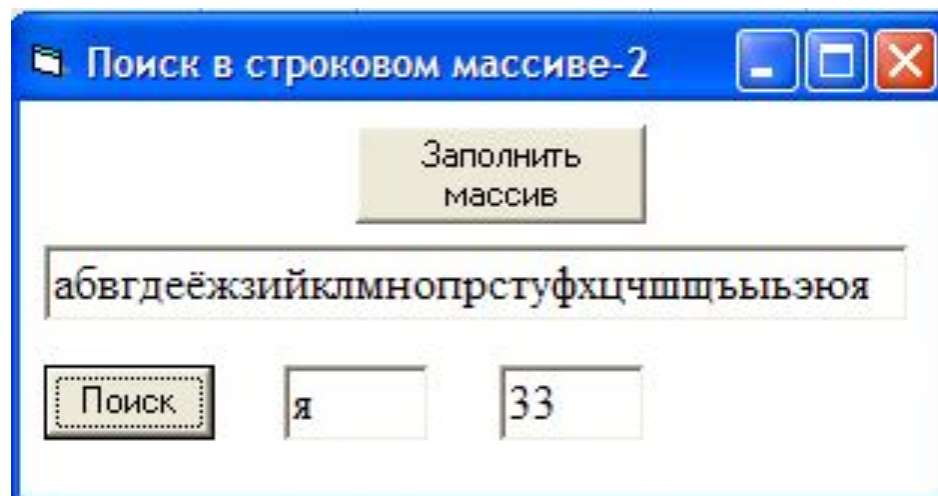 Поиск в строковом массиве-2
Заполнить
массив
абвгдеёжзийклмнопрстуфхцчшщъыьэюя
Поиск я 33